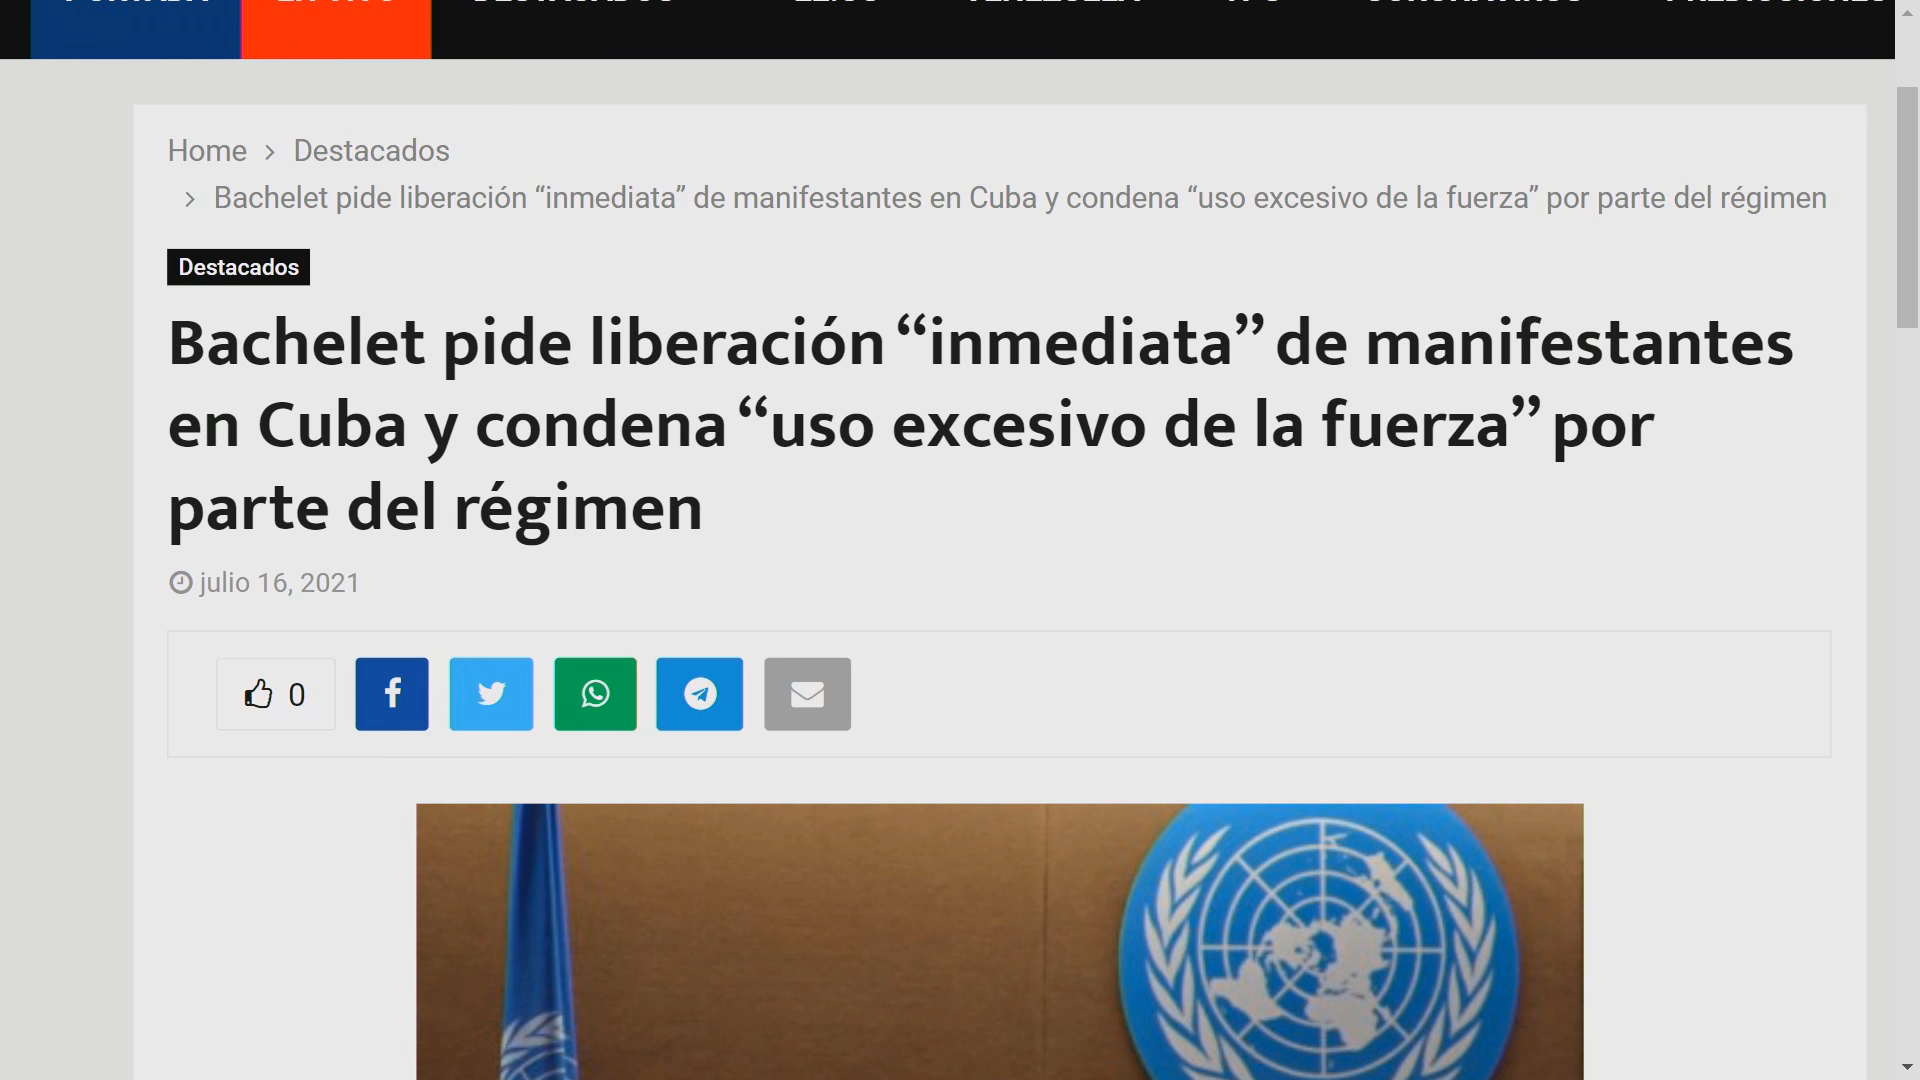 Home > Destacados
> Bachelet pide liberación “inmediata” de manifestantes en Cuba y condena “uso excesivo de la fuerza” por parte del régimen
Destacados
Bachelet pide liberación “inmediata” de manifestantes
en Cuba y condena “uso excesivo de la fuerza” por
parte del régimen
julio 16, 2021
0